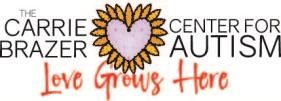 THE
CARRIE CENTER FOR
BRAZER AUTISM
Love Grows Here